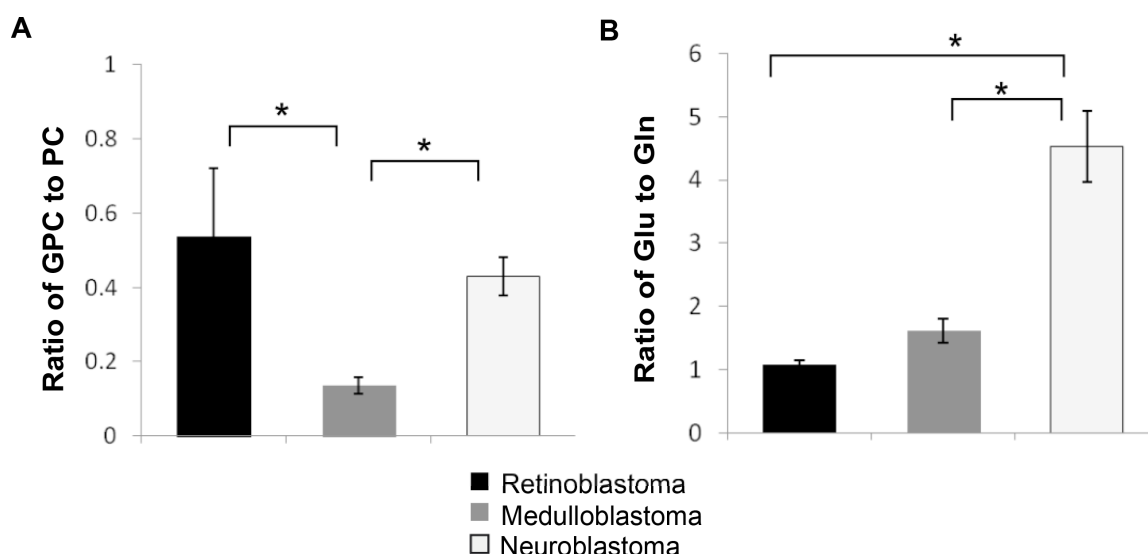 A
Ratio of GPC to PC
1
0.8
0.6
0.4
0.2
0
*
*
B
Ratio of Glu to Gln
6
5
4
3
2
1
0
*
*
Retinoblastoma
Medulloblastoma
Neuroblastoma